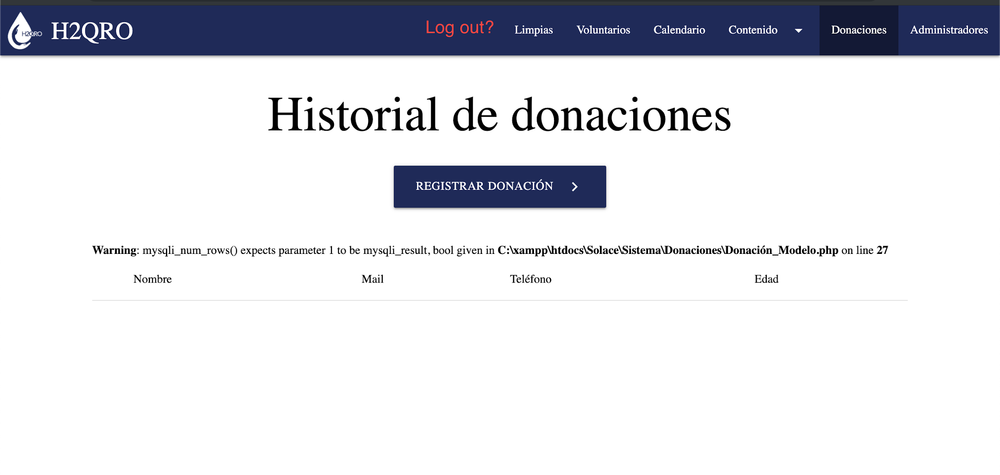 H2QRO H2QRO Log out? Limpias Voluntarios Calendario Contenido Donaciones Administradores
Historial de donaciones
REGISTRAR DONACIÓN
Warning: mysqli_num_rows() expects parameter 1 to be mysqli_result, bool given in C:\xampp\htdocs\Solace\Sistema\Donaciones\Donación_Modelo.php on line 27
Nombre Mail Teléfono Edad